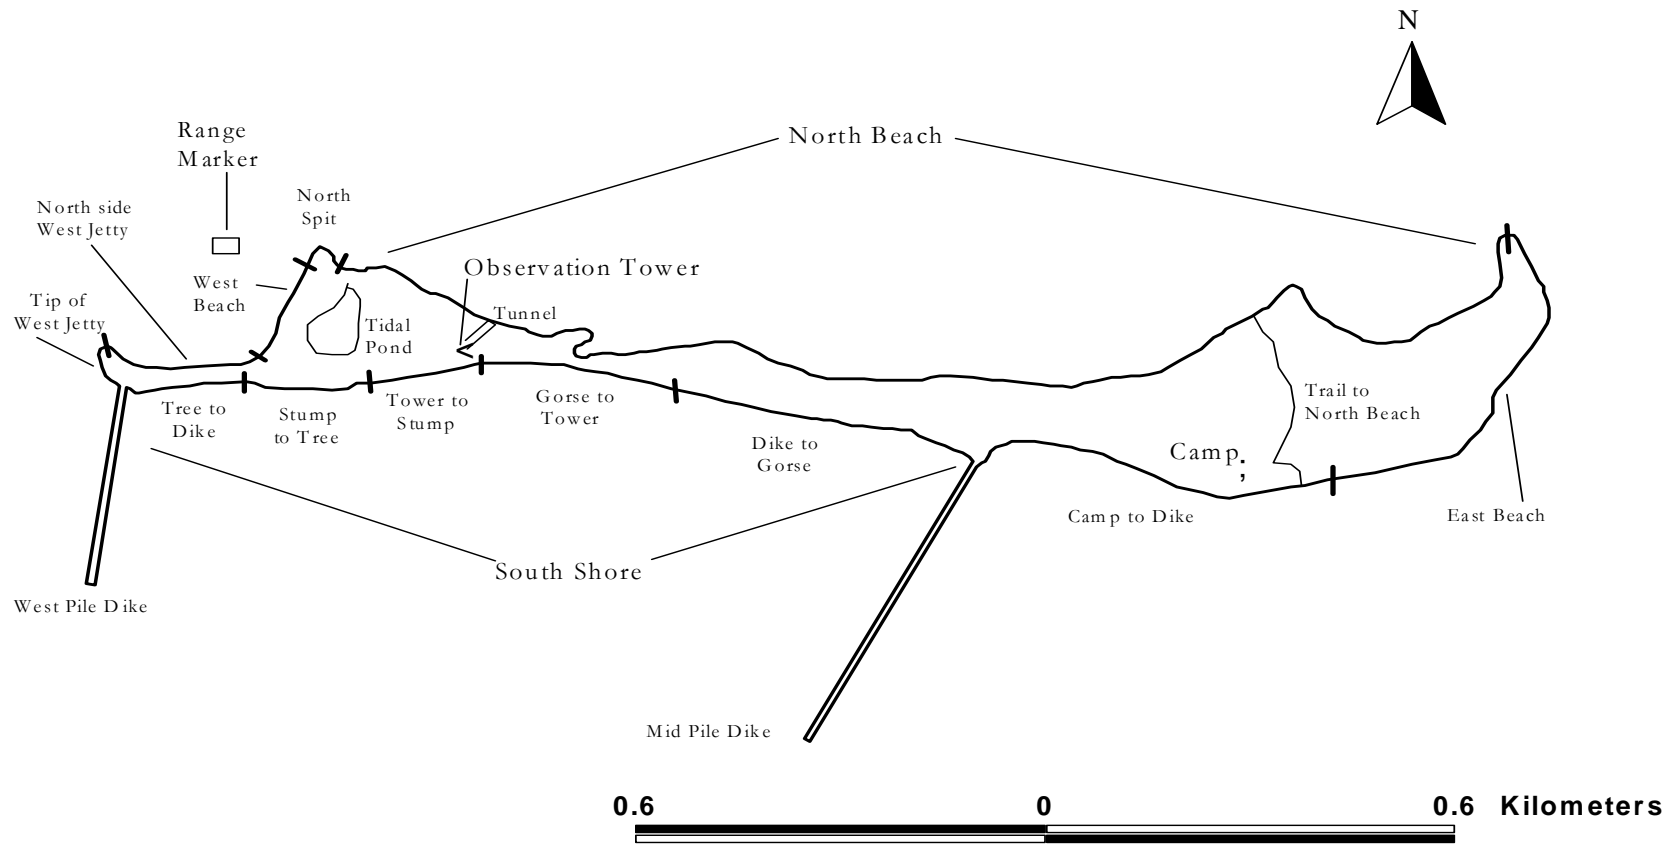 N
North Beach
Range
Marker
North
Spit
North side
West Jetty
Observation Tower
West
Beach
Tip of
West Jetty
Tunnel
Tidal
Pond
Tree to
Dike
Stump
to Tree
Tower to
Stump
Gorse to
Tower
Dike to
Gorse
Trail to
North Beach
Camp
;
Camp to Dike
East Beach
South Shore
West Pile Dike
Mid Pile Dike
0.6 0 0.6 Kilometers